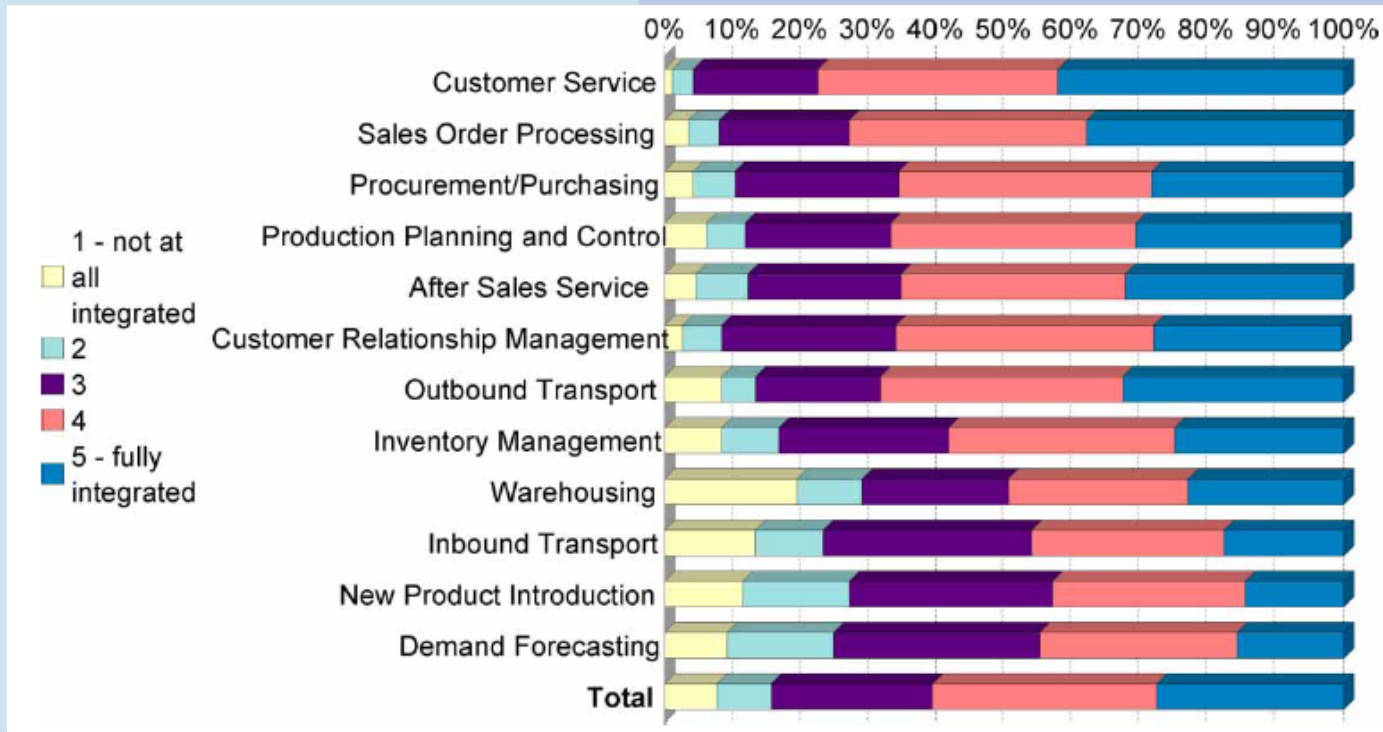 0% 10% 20% 30% 40% 50% 60% 70% 80% 90% 100%
Customer Service
Sales Order Processing
Procurement/Purchasing
Production Planning and Control
After Sales Service
Customer Relationship Management
Outbound Transport
Inventory Management
Warehousing
Inbound Transport
New Product Introduction
Demand Forecasting
Total
1 - not at
all
integrated
2
3
4
5 - fully
integrated